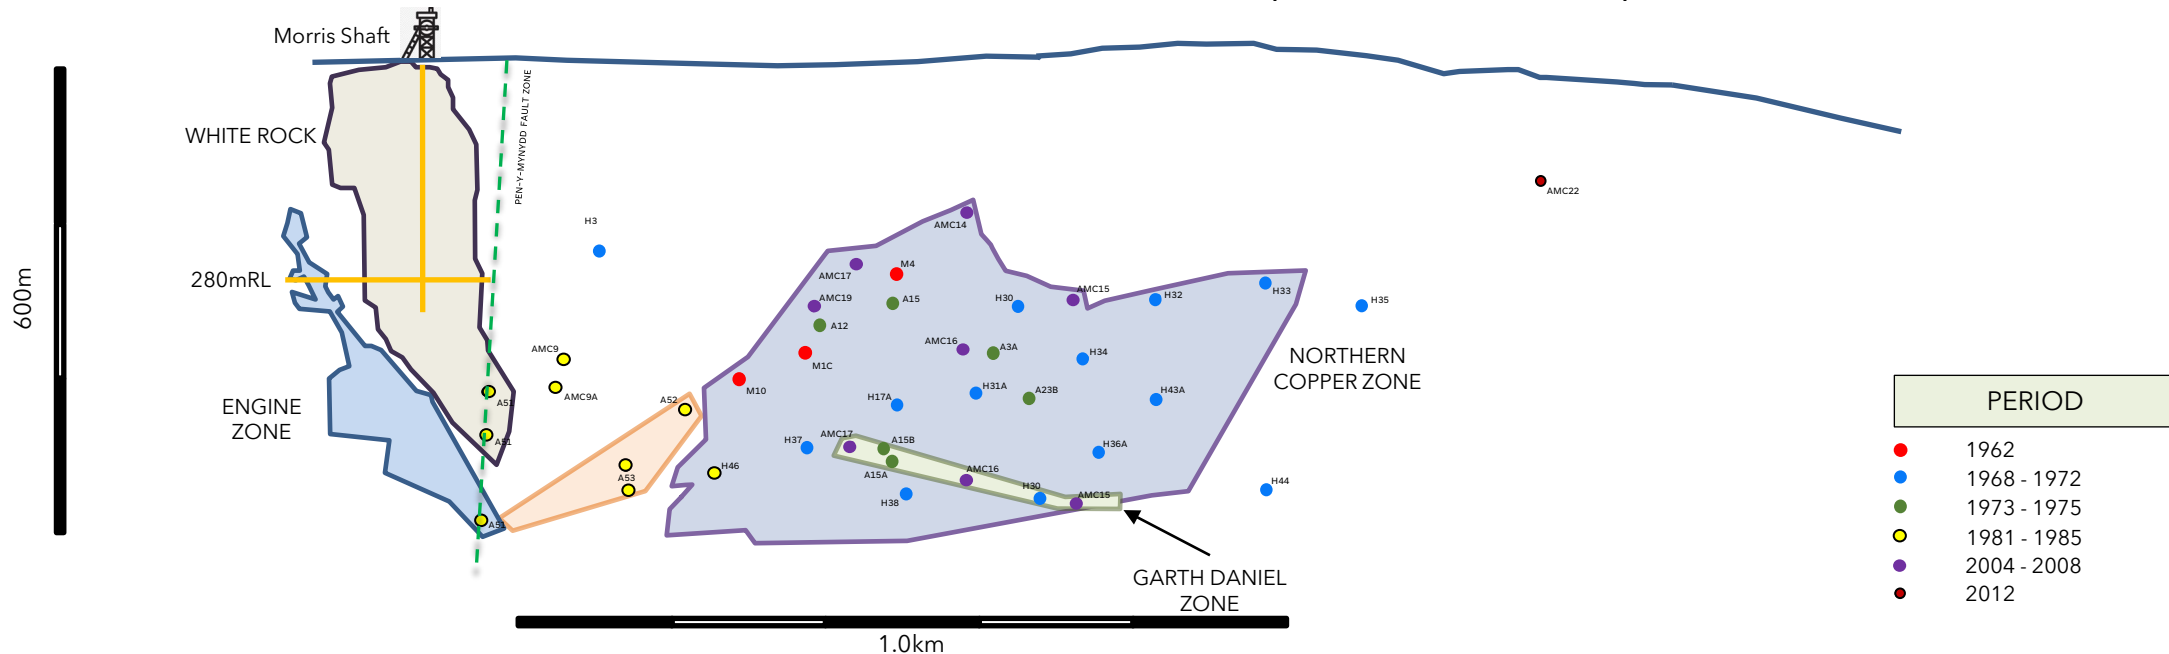 Morris Shaft
PEN-Y-MYNYDD FAULT ZONE
WHITE ROCK
AMC22
H3
AMC14
280mRL
AMC17
M4
AMC19
A15
H30
AMC15
H32
H33
H35
600m
A12
AMC9
M1C
AMC16
A3A
H34
NORTHERN
COPPER ZONE
AMC9A
M10
H31A
A23B
H43A
PERIOD
A51
A52
H17A
ENGINE
ZONE
A51
H37
AMC17
A15B
H36A
1962
A53
H46
A15A
AMC16
1968 - 1972
H38
H30
AMC15
H44
1973 - 1975
A51
1981 - 1985
2004 - 2008
GARTH DANIEL
ZONE
2012
1.0km